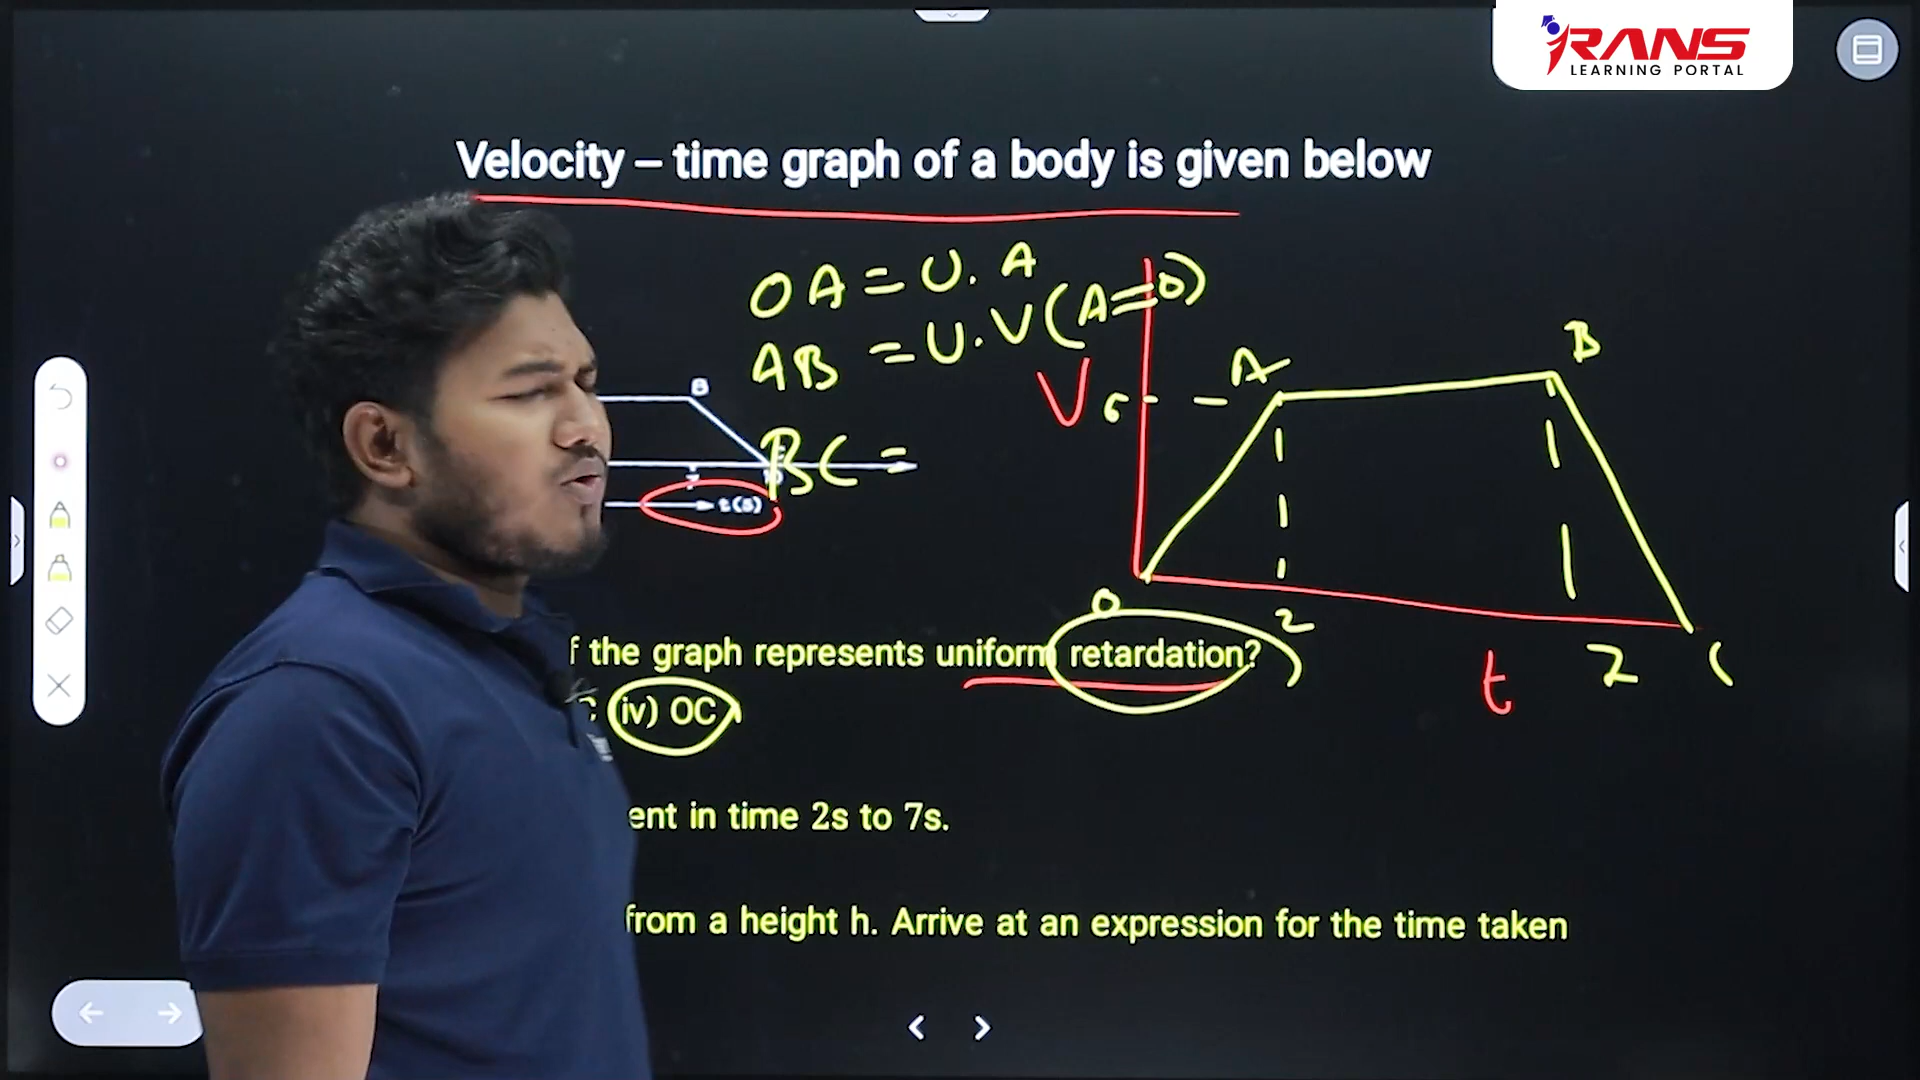 RANS
LEARNING PORTAL
Velocity – time graph of a body is given below
OA = U. A
AB = U. V (A=0)
BC =
B
t(s)
V
6
A
B
O
2
t
7
C
f the graph represents uniform retardation?
C (iv) OC
ent in time 2s to 7s.
from a height h. Arrive at an expression for the time taken